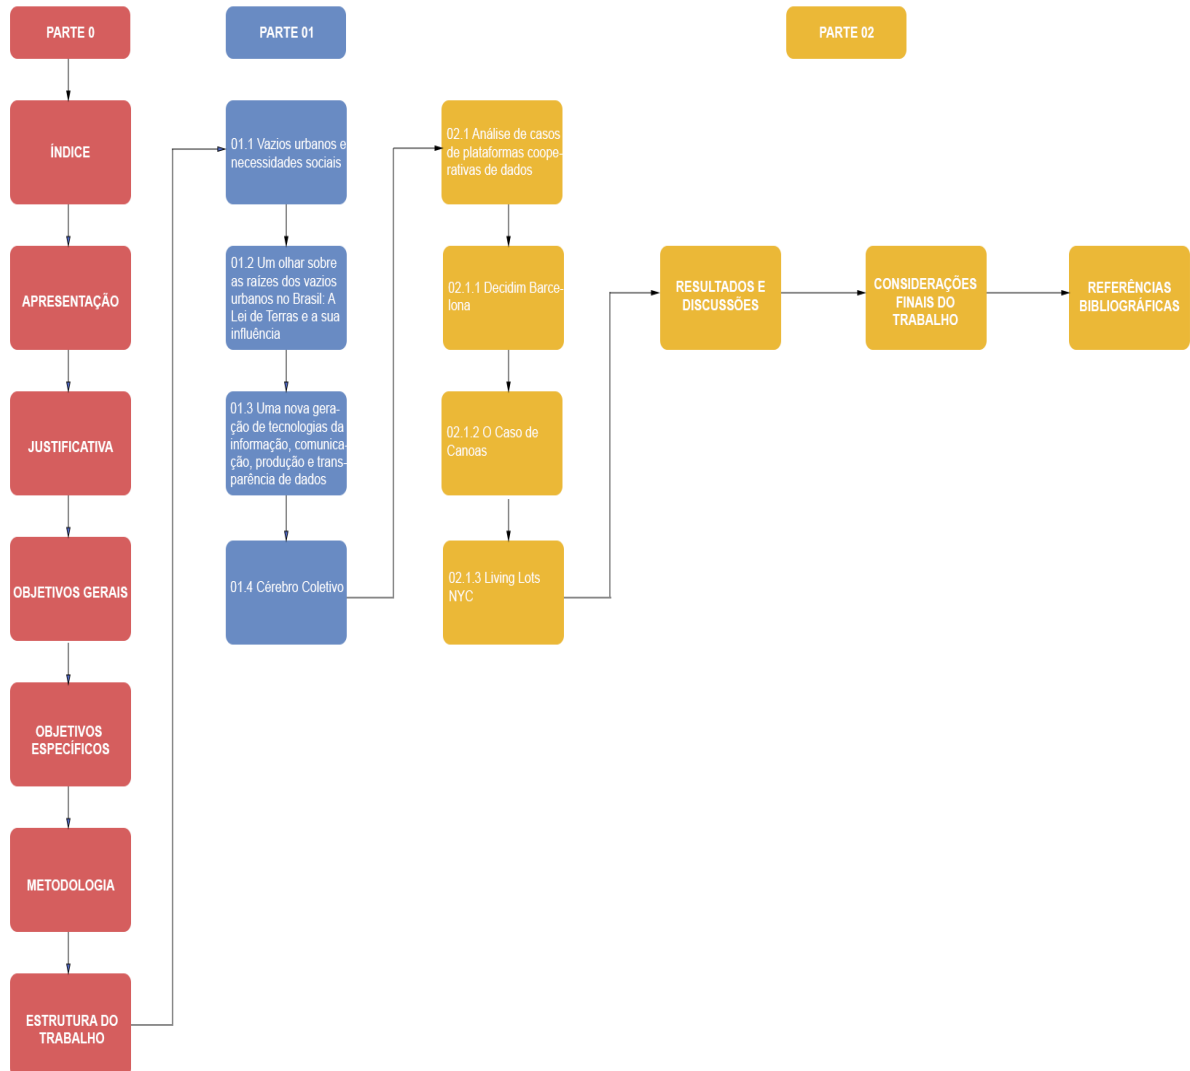 PARTE 0
PARTE 01
PARTE 02
ÍNDICE
APRESENTAÇÃO
JUSTIFICATIVA
OBJETIVOS GERAIS
OBJETIVOS
ESPECÍFICOS
METODOLOGIA
ESTRUTURA DO
TRABALHO
01.1 Vazios urbanos e
necessidades sociais
01.2 Um olhar sobre
as raízes dos vazios
urbanos no Brasil: A
Lei de Terras e a sua
influência
01.3 Uma nova gera-
ção de tecnologias da
informação, comunica-
ção, produção e trans-
parência de dados
01.4 Cérebro Coletivo
02.1 Análise de casos
de plataformas coope-
rativas de dados
02.1.1 Decidim Barce-
lona
02.1.2 O Caso de
Canoas
02.1.3 Living Lots
NYC
RESULTADOS E
DISCUSSÕES
CONSIDERAÇÕES
FINAIS DO
TRABALHO
REFERÊNCIAS
BIBLIOGRÁFICAS